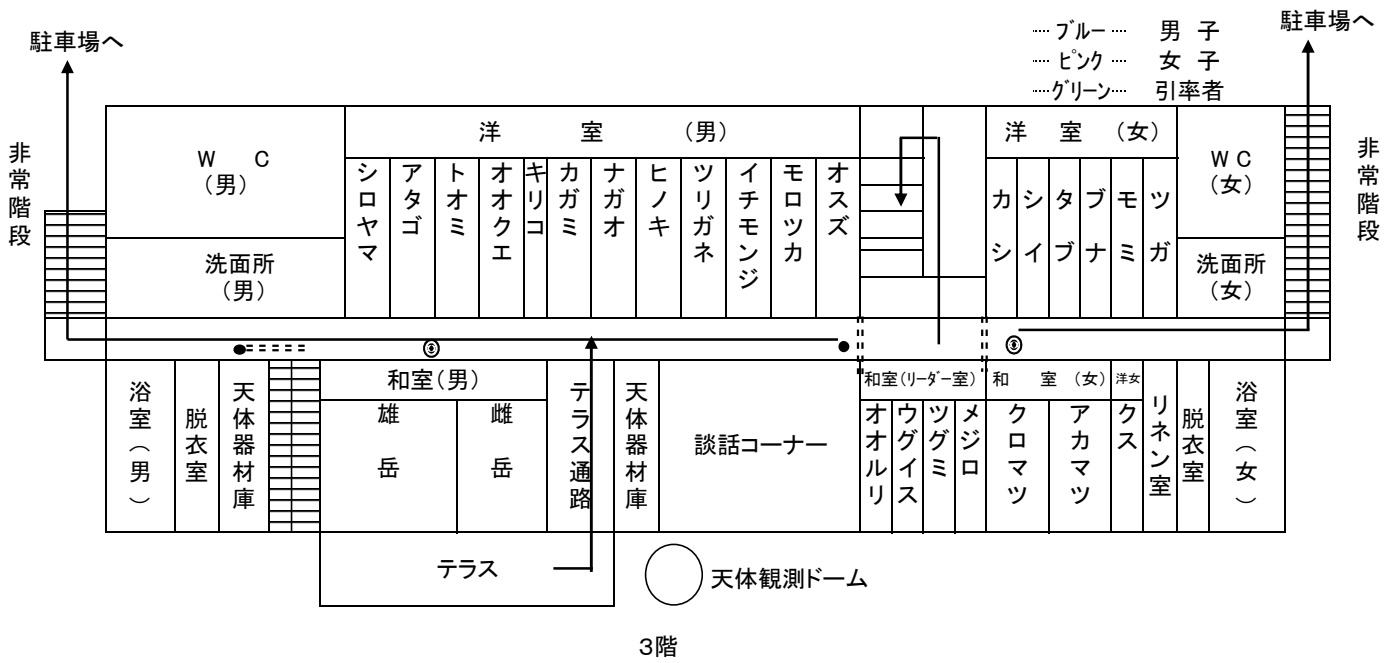 駐車場へ
駐車場へ
ブルー 男 子
ピンク 女 子
グリーン 引率者
非常階段
W C
(男)
洗面所
(男)
洋 室 (男)
シロヤマ
アタゴ
トオミ
オオクエ
キリコ
カガミ
ナガオ
ヒノキ
ツリガネ
イチモンジ
モロツカ
オスズ
洋 室 (女)
カシ
シイ
タブ
ブナ
モミ
ツガ
WC
(女)
洗面所
(女)
非常階段
浴室(男)
脱衣室
天体器材庫
和室(男)
雄岳
雌岳
テラス通路
天体器材庫
談話コーナー
和室(リーダー室)
オオルリ
ウグイス
ツグミ
メジロ
和 室 (女)
クロマツ
アカマツ
洋女
クス
リネン室
脱衣室
浴室(女)
テラス
天体観測ドーム
3階